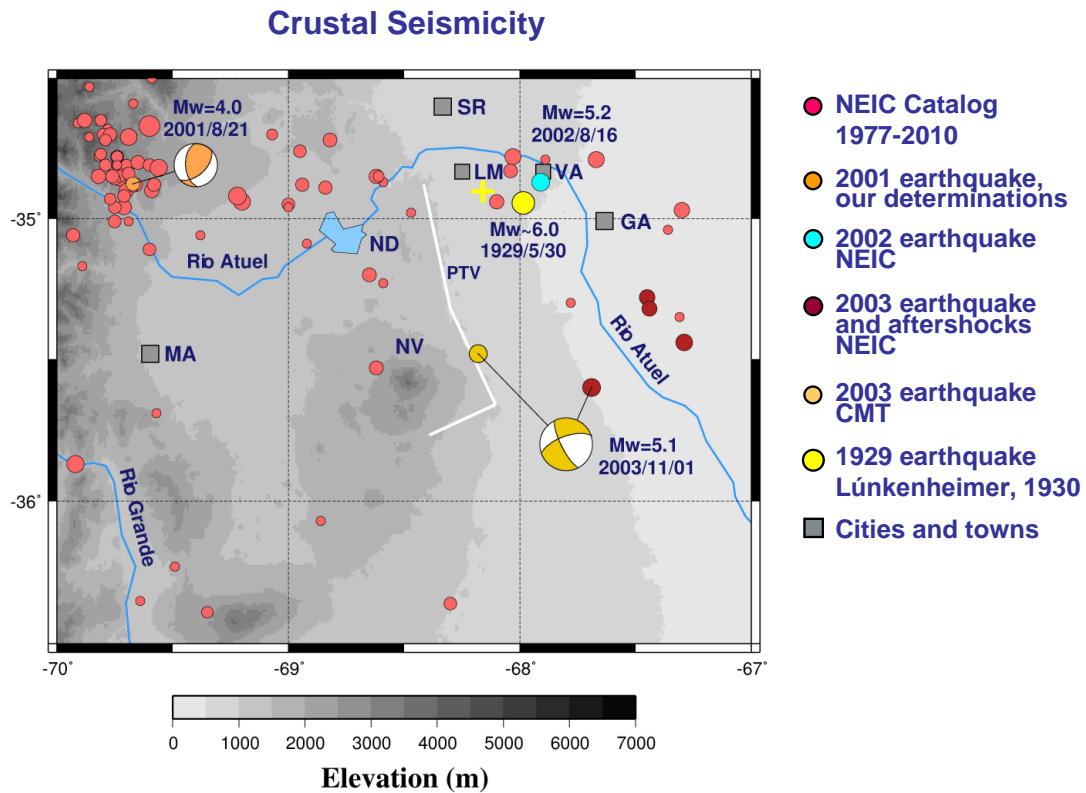 Crustal Seismicity
Mw=4.0
2001/8/21
SR
Mw=5.2
2002/8/16
LM
VA
-35˚
Mw~6.0
1929/5/30
GA
ND
Rio Atuel
PTV
Rio Atuel
MA
NV
Mw=5.1
2003/11/01
-36˚
Rio Grande
-70˚
-69˚
-68˚
-67˚
0 1000 2000 3000 4000 5000 6000 7000
Elevation (m)
NEIC Catalog
1977-2010
2001 earthquake,
our determinations
2002 earthquake
NEIC
2003 earthquake
and aftershocks
NEIC
2003 earthquake
CMT
1929 earthquake
Lúnkenheimer, 1930
Cities and towns